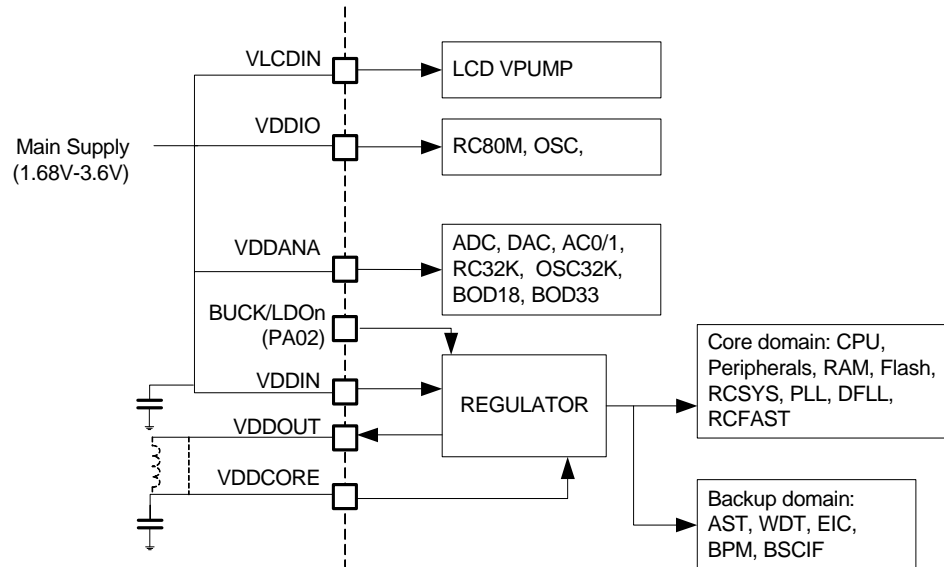 VLCDIN
LCD VPUMP
VDDIO
Main Supply
(1.68V-3.6V)
RC80M, OSC,
VDDANA
ADC, DAC, AC0/1,
RC32K, OSC32K,
BOD18, BOD33
BUCK/LDOn
(PA02)
VDDIN
REGULATOR
Core domain: CPU,
Peripherals, RAM, Flash,
RCSYS, PLL, DFLL,
RCFAST
VDDOUT
VDDCORE
Backup domain:
AST, WDT, EIC,
BPM, BSCIF